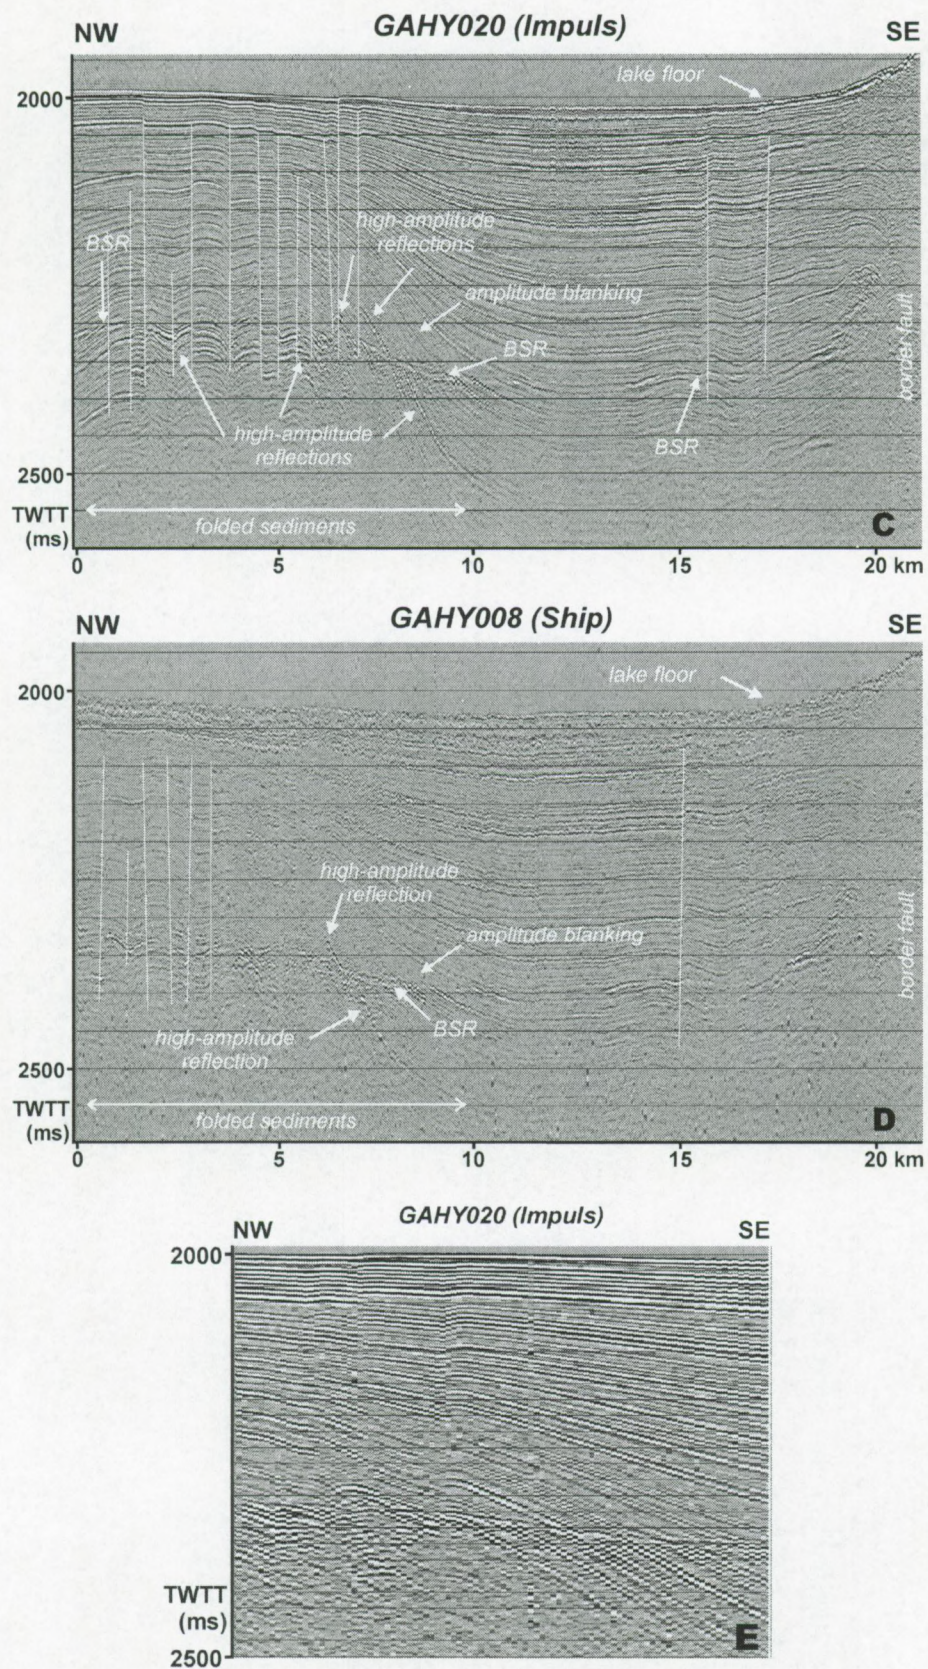 NW GAHY020 (Impuls) SE
lake floor
2000
high-amplitude
reflections
BSR
amplitude blanking
BSR
border fault
high-amplitude
reflections
BSR
2500
TWTT
(ms)
folded sediments
C
0 5 10 15 20 km
NW GAHY008 (Ship) SE
lake floor
2000
high-amplitude
reflection
amplitude blanking
border fault
BSR
high-amplitude
reflection
2500
TWTT
(ms)
folded sediments
D
0 5 10 15 20 km
NW GAHY020 (Impuls) SE
2000
TWTT
(ms)
E
2500